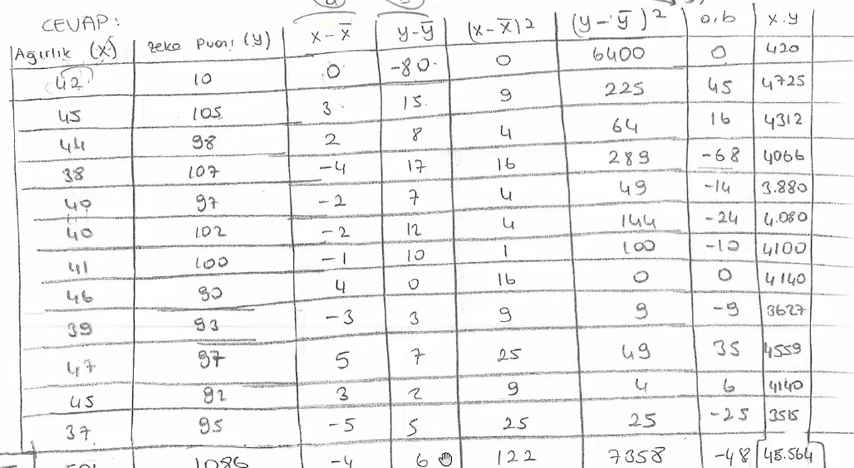 CEVAP:
Ağırlık (X) zeka Puanı (Y) x-x̄ y-ȳ (x-x̄)2 (y-ȳ)2 a.b x.y
42 10 0 -80 0 6400 0 420
45 105 3 15 9 225 45 4725
44 98 2 8 4 64 16 4312
38 107 -4 17 16 289 -68 4066
40 97 -2 7 4 49 -14 3.880
40 102 -2 12 4 144 -24 4.080
41 100 -1 10 1 100 -10 4100
46 90 4 0 16 0 0 4140
39 93 -3 3 9 9 -9 3627
47 97 5 7 25 49 35 4559
45 92 3 2 9 4 6 4140
37 95 -5 5 25 25 -25 3515
1086 -4 6 122 7358 -48 45.564